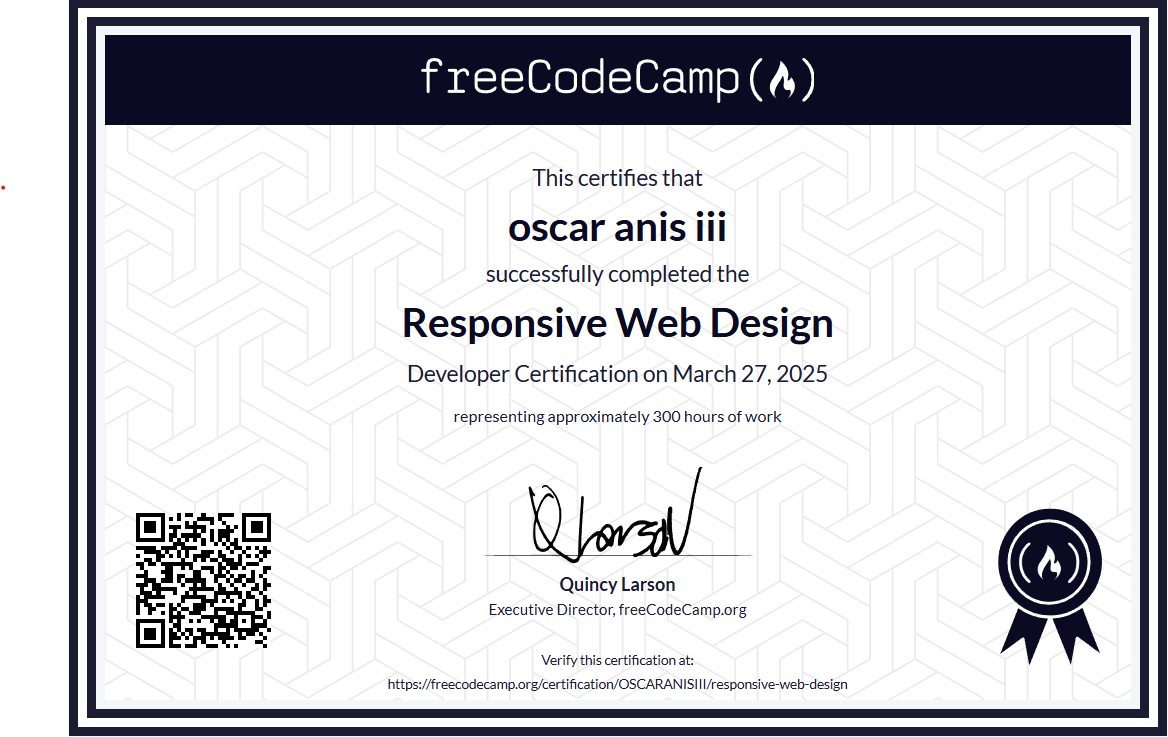 freeCodeCamp
This certifies that
oscar anis iii
successfully completed the
Responsive Web Design
Developer Certification on March 27, 2025
representing approximately 300 hours of work
Q Larson
Quincy Larson
Executive Director, freeCodeCamp.org
Verify this certification at:
https://freecodecamp.org/certification/OSCARANISIII/responsive-web-design